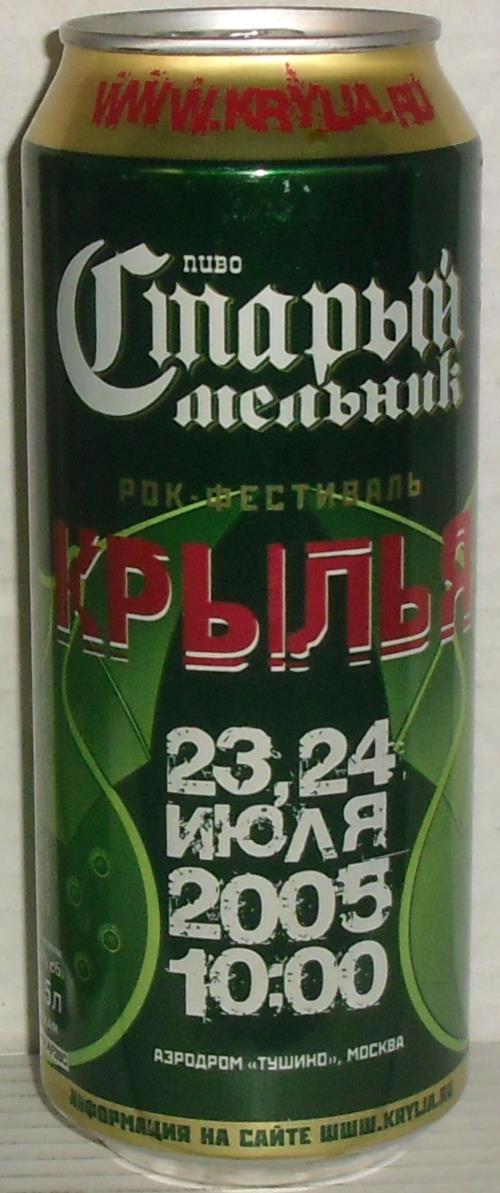 WWW.KRYLIA.RU
пиво
Старый
мельник
РОК-ФЕСТИВАЛЬ
КРЫЛЬЯ
23, 24
ИЮЛЯ
2005
10:00
АЭРОДРОМ «ТУШИНО», МОСКВА
ИНФОРМАЦИЯ НА САЙТЕ WWW.KRYLIA.RU